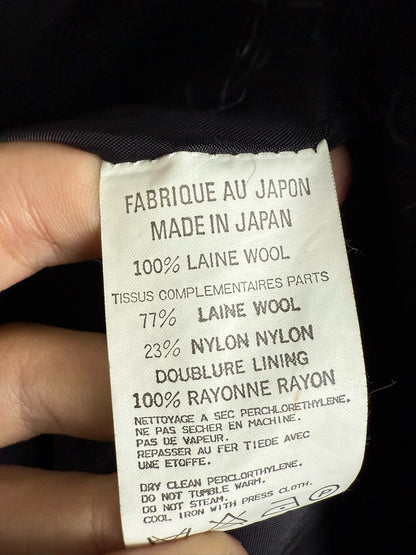 FABRIQUE AU JAPON
MADE IN JAPAN
100% LAINE WOOL
TISSUS COMPLEMENTAIRES PARTS
77% LAINE WOOL
23% NYLON NYLON
DOUBLURE LINING
100% RAYONNE RAYON
NETTOYAGE A SEC PERCHLORETHYLENE.
NE PAS SECHER EN MACHINE.
PAS DE VAPEUR.
REPASSER AU FER TIEDE AVEC
UNE ETOFFE.
DRY CLEAN PERCLORTHYLENE.
DO NOT TUMBLE WARM.
DO NOT STEAM.
COOL IRON WITH PRESS CLOTH.
P